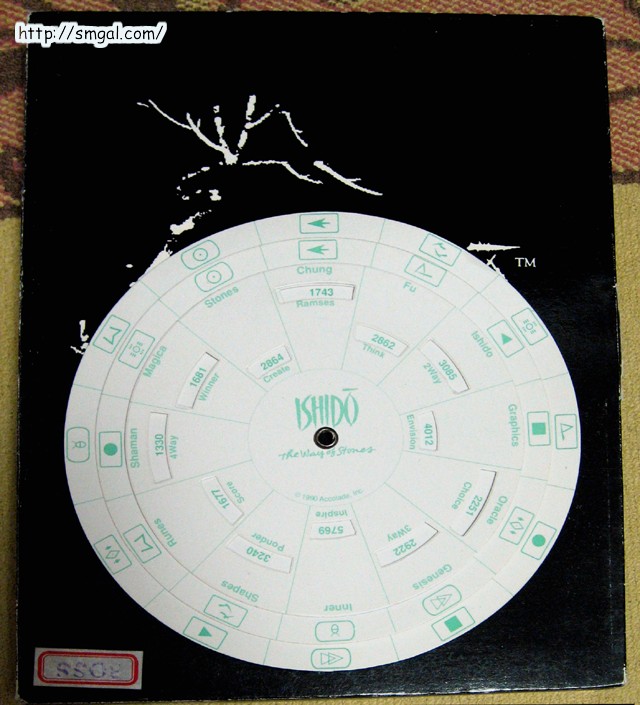 http://smgal.com/
TM
Chung
1743
Ramses
Fu
2862
Think
Ishido
3085
2Way
Graphics
4012
Envision
Oracle
2251
Choice
Genesis
2922
3Way
Inner
5769
Inspire
Shapes
3240
Ponder
Runes
1677
Score
Shaman
1330
4Way
Magica
1681
Winner
Stones
2864
Create
ISHIDŌ
The Way of Stones
© 1990 Accolade, Inc.